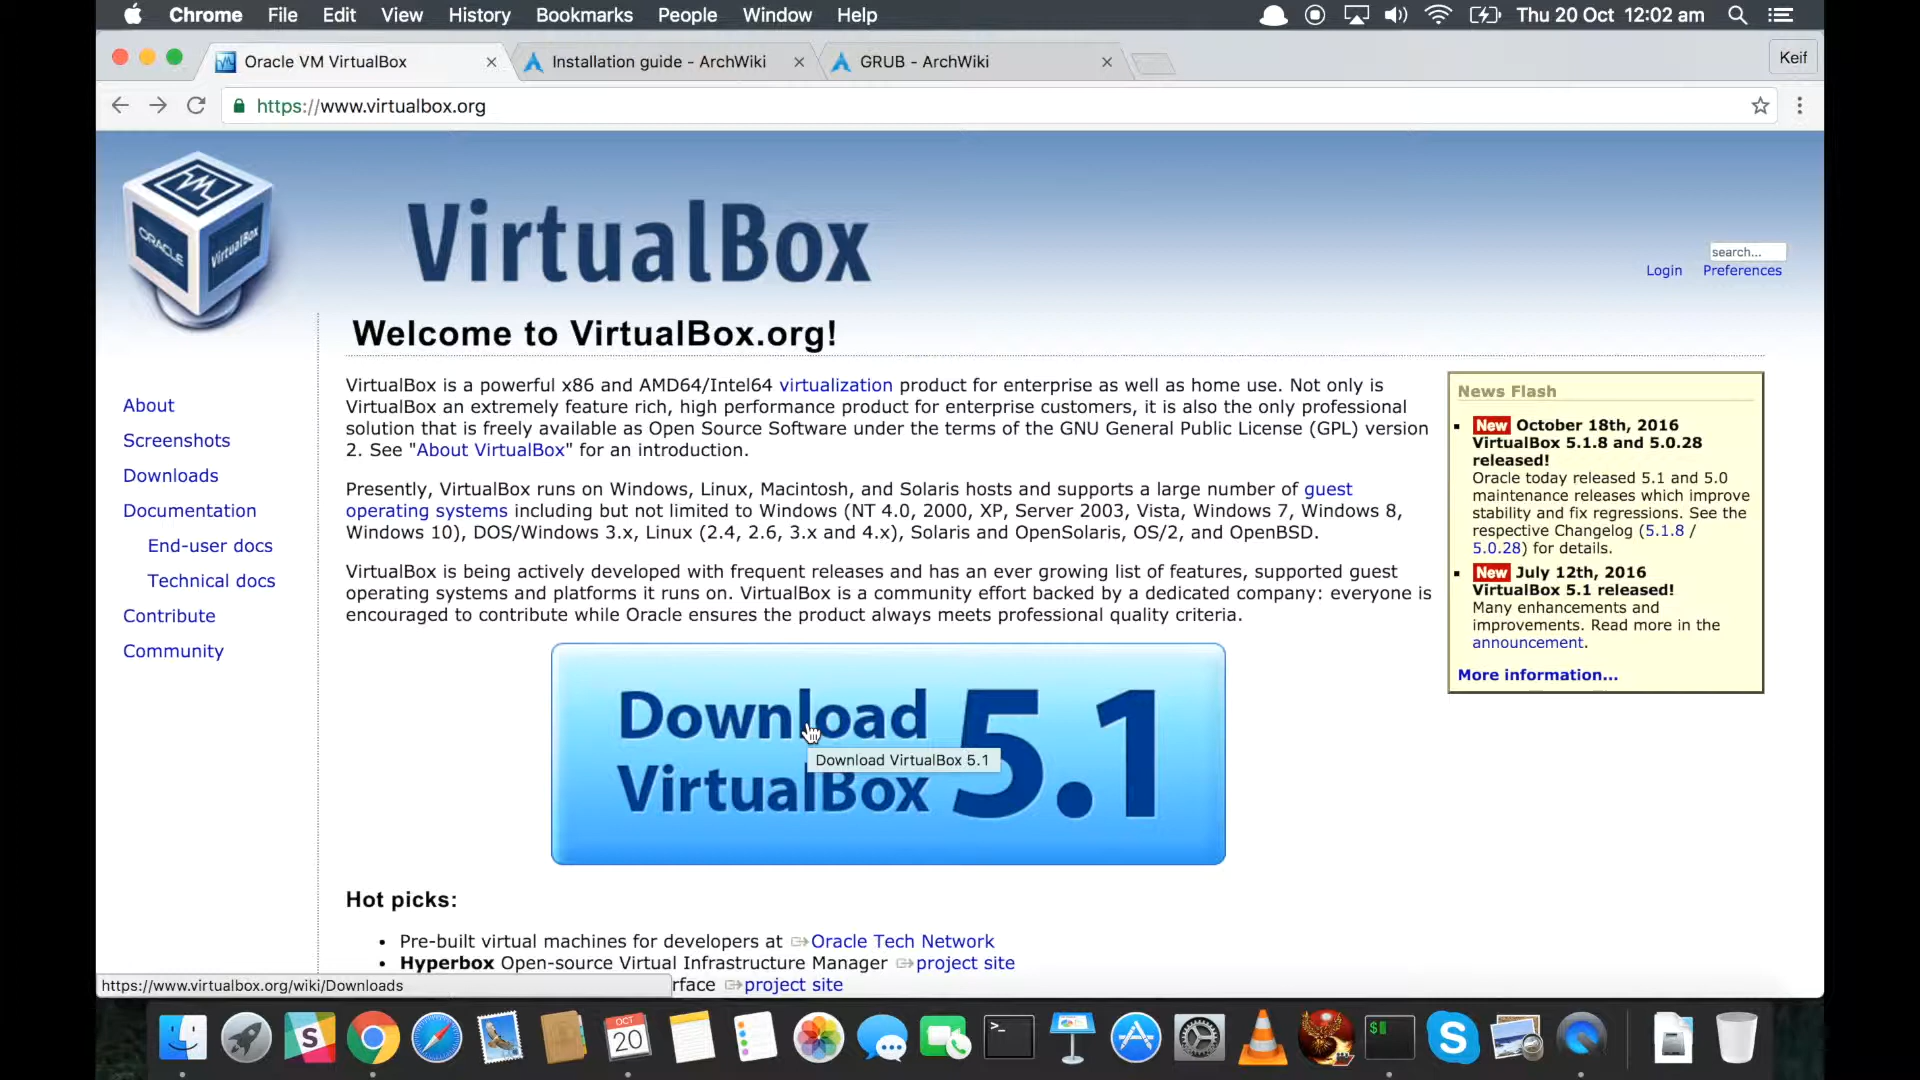 Chrome File Edit View History Bookmarks People Window Help Thu 20 Oct 12:02 am
Oracle VM VirtualBox Installation guide - ArchWiki GRUB - ArchWiki Keif
https://www.virtualbox.org
ORACLE VirtualBox
VirtualBox
search...
Login Preferences
Welcome to VirtualBox.org!
About
Screenshots
Downloads
Documentation
End-user docs
Technical docs
Contribute
Community
VirtualBox is a powerful x86 and AMD64/Intel64 virtualization product for enterprise as well as home use. Not only is
VirtualBox an extremely feature rich, high performance product for enterprise customers, it is also the only professional
solution that is freely available as Open Source Software under the terms of the GNU General Public License (GPL) version
2. See "About VirtualBox" for an introduction.
Presently, VirtualBox runs on Windows, Linux, Macintosh, and Solaris hosts and supports a large number of guest
operating systems including but not limited to Windows (NT 4.0, 2000, XP, Server 2003, Vista, Windows 7, Windows 8,
Windows 10), DOS/Windows 3.x, Linux (2.4, 2.6, 3.x and 4.x), Solaris and OpenSolaris, OS/2, and OpenBSD.
VirtualBox is being actively developed with frequent releases and has an ever growing list of features, supported guest
operating systems and platforms it runs on. VirtualBox is a community effort backed by a dedicated company: everyone is
encouraged to contribute while Oracle ensures the product always meets professional quality criteria.
News Flash
New October 18th, 2016
VirtualBox 5.1.8 and 5.0.28
released!
Oracle today released 5.1 and 5.0
maintenance releases which improve
stability and fix regressions. See the
respective Changelog (5.1.8 /
5.0.28) for details.
New July 12th, 2016
VirtualBox 5.1 released!
Many enhancements and
improvements. Read more in the
announcement.
More information...
Download
VirtualBox
5.1
Download VirtualBox 5.1
Hot picks:
Pre-built virtual machines for developers at Oracle Tech Network
Hyperbox Open-source Virtual Infrastructure Manager project site
rface project site
https://www.virtualbox.org/wiki/Downloads
OCT
20